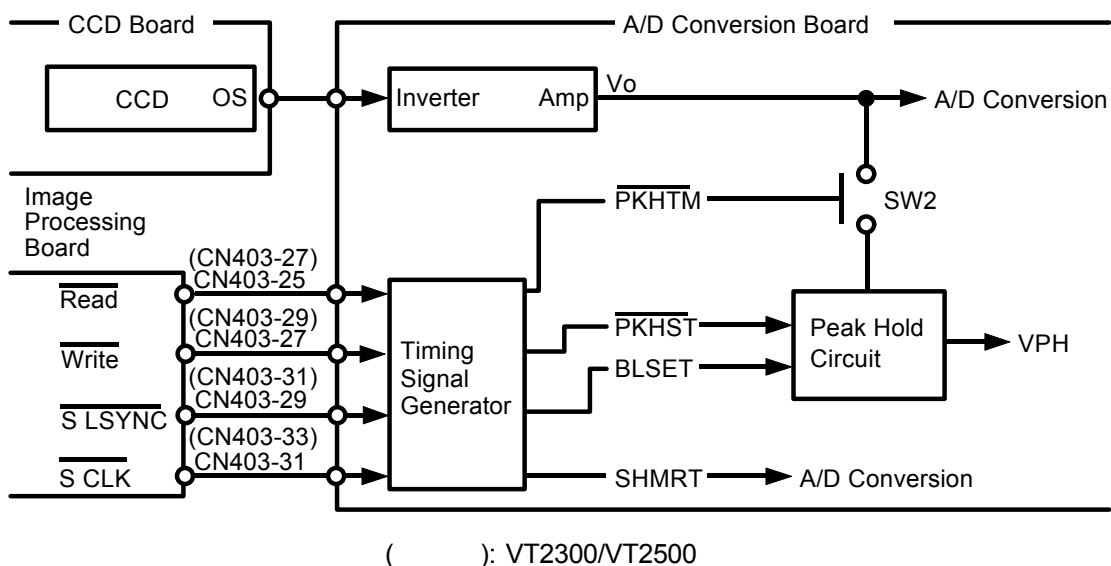 CCD Board
A/D Conversion Board
CCD
OS
Inverter
Amp
Vo
A/D Conversion
Image
Processing
Board
PKHTM
SW2
(CN403-27)
CN403-25
Read
(CN403-29)
CN403-27
Write
(CN403-31)
CN403-29
S LSYNC
(CN403-33)
CN403-31
S CLK
Timing
Signal
Generator
PKHST
BLSET
Peak Hold
Circuit
VPH
SHMRT
A/D Conversion
( ): VT2300/VT2500